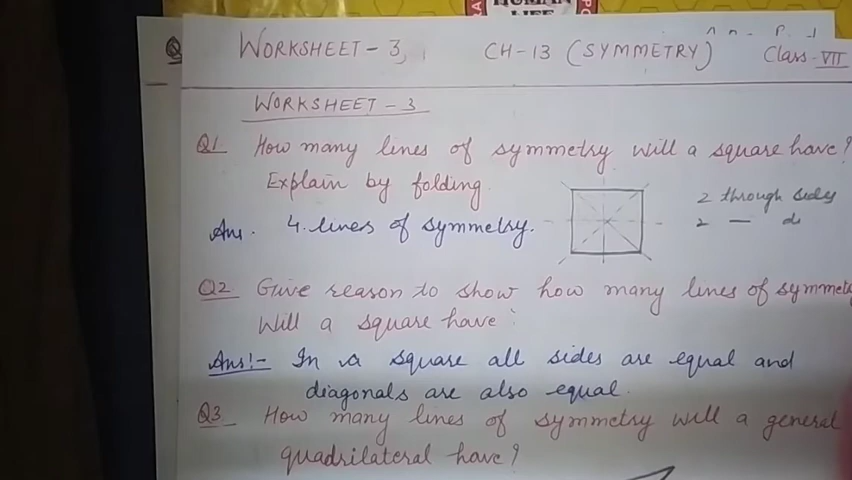 HUMAN
LIFE
WORKSHEET - 3, CH-13 (SYMMETRY) Class - VII
WORKSHEET - 3
Q1 How many lines of symmetry will a square have?
Explain by folding.
2 through sides
Ans. 4 lines of symmetry.
2 — d
Q2 Give reason to show how many lines of symmet
will a square have?
Ans:- In a square all sides are equal and
diagonals are also equal.
Q3 How many lines of symmetry will a general
quadrilateral have?